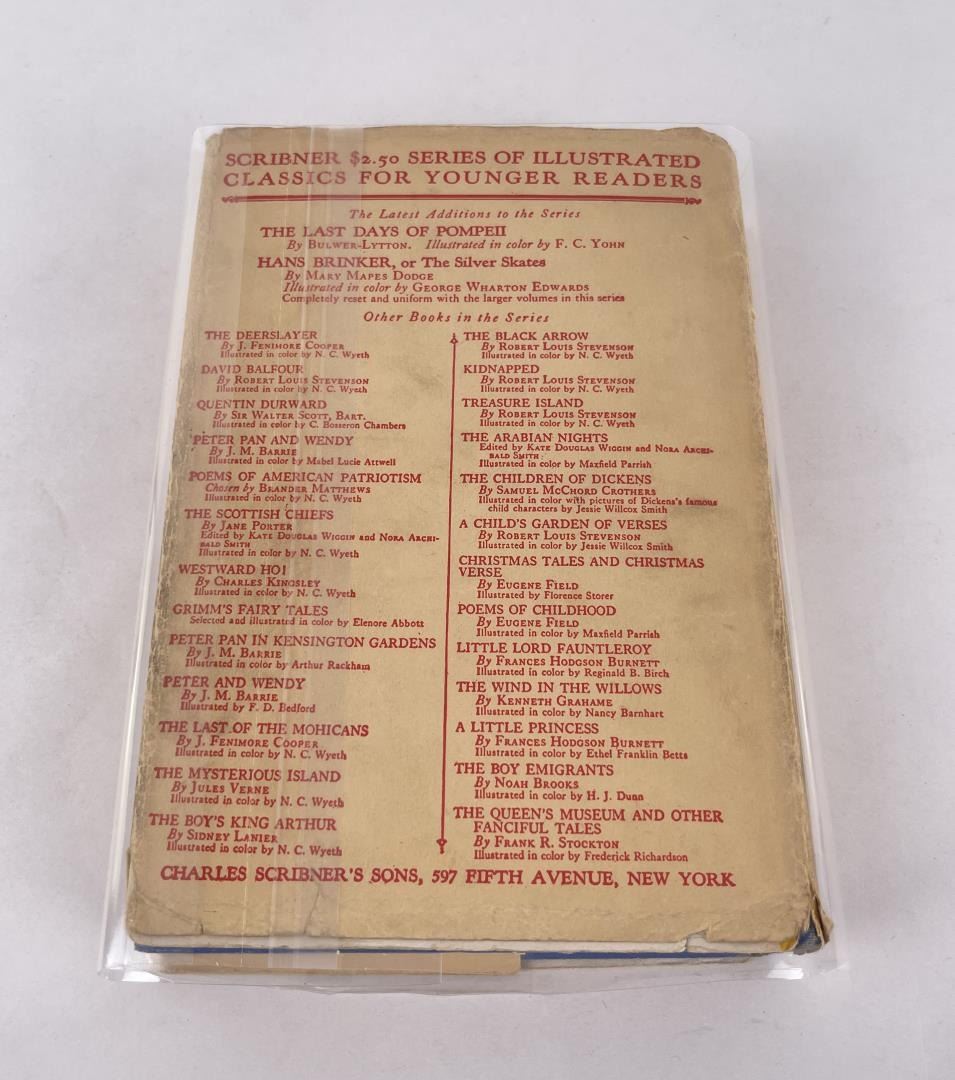 SCRIBNER $2.50 SERIES OF ILLUSTRATED
CLASSICS FOR YOUNGER READERS
The Latest Additions to the Series
THE LAST DAYS OF POMPEII
By BULWER-LYTTON. Illustrated in color by F. C. YOHN
HANS BRINKER, or The Silver Skates
By MARY MAPES DODGE
Illustrated in color by GEORGE WHARTON EDWARDS
Completely reset and uniform with the larger volumes in this series
Other Books in the Series
THE DEERSLAYER
By J. FENIMORE COOPER
Illustrated in color by N. C. Wyeth
DAVID BALFOUR
By ROBERT LOUIS STEVENSON
Illustrated in color by N. C. Wyeth
QUENTIN DURWARD
By SIR WALTER SCOTT, BART.
Illustrated in color by C. Bosseron Chambers
PETER PAN AND WENDY
By J. M. BARRIE
Illustrated in color by Mabel Lucie Attwell
POEMS OF AMERICAN PATRIOTISM
Chosen by BRANDER MATTHEWS
Illustrated in color by N. C. Wyeth
THE SCOTTISH CHIEFS
By JANE PORTER
Edited by KATE DOUGLAS WIGGIN and NORA ARCHI-
BALD SMITH
Illustrated in color by N. C. Wyeth
WESTWARD HO!
By CHARLES KINGSLEY
Illustrated in color by N. C. Wyeth
GRIMM'S FAIRY TALES
Selected and illustrated in color by Elenore Abbott
PETER PAN IN KENSINGTON GARDENS
By J. M. BARRIE
Illustrated in color by Arthur Rackham
PETER AND WENDY
By J. M. BARRIE
Illustrated by F. D. Bedford
THE LAST OF THE MOHICANS
By J. FENIMORE COOPER
Illustrated in color by N. C. Wyeth
THE MYSTERIOUS ISLAND
By JULES VERNE
Illustrated in color by N. C. Wyeth
THE BOY'S KING ARTHUR
By SIDNEY LANIER
Illustrated in color by N. C. Wyeth
THE BLACK ARROW
By ROBERT LOUIS STEVENSON
Illustrated in color by N. C. Wyeth
KIDNAPPED
By ROBERT LOUIS STEVENSON
Illustrated in color by N. C. Wyeth
TREASURE ISLAND
By ROBERT LOUIS STEVENSON
Illustrated in color by N. C. Wyeth
THE ARABIAN NIGHTS
Edited by KATE DOUGLAS WIGGIN and NORA ARCHI-
BALD SMITH
Illustrated in color by Maxfield Parrish
THE CHILDREN OF DICKENS
By SAMUEL MCCHORD CROTHERS
Illustrated in color with pictures of Dickens's famous
child characters by Jessie Willcox Smith
A CHILD'S GARDEN OF VERSES
By ROBERT LOUIS STEVENSON
Illustrated in color by Jessie Willcox Smith
CHRISTMAS TALES AND CHRISTMAS
VERSE
By EUGENE FIELD
Illustrated by Florence Storer
POEMS OF CHILDHOOD
By EUGENE FIELD
Illustrated in color by Maxfield Parrish
LITTLE LORD FAUNTLEROY
By FRANCES HODGSON BURNETT
Illustrated in color by Reginald B. Birch
THE WIND IN THE WILLOWS
By KENNETH GRAHAME
Illustrated in color by Nancy Barnhart
A LITTLE PRINCESS
By FRANCES HODGSON BURNETT
Illustrated in color by Ethel Franklin Betts
THE BOY EMIGRANTS
By NOAH BROOKS
Illustrated in color by H. J. Dunn
THE QUEEN'S MUSEUM AND OTHER
FANCIFUL TALES
By FRANK R. STOCKTON
Illustrated in color by Frederick Richardson
CHARLES SCRIBNER'S SONS, 597 FIFTH AVENUE, NEW YORK